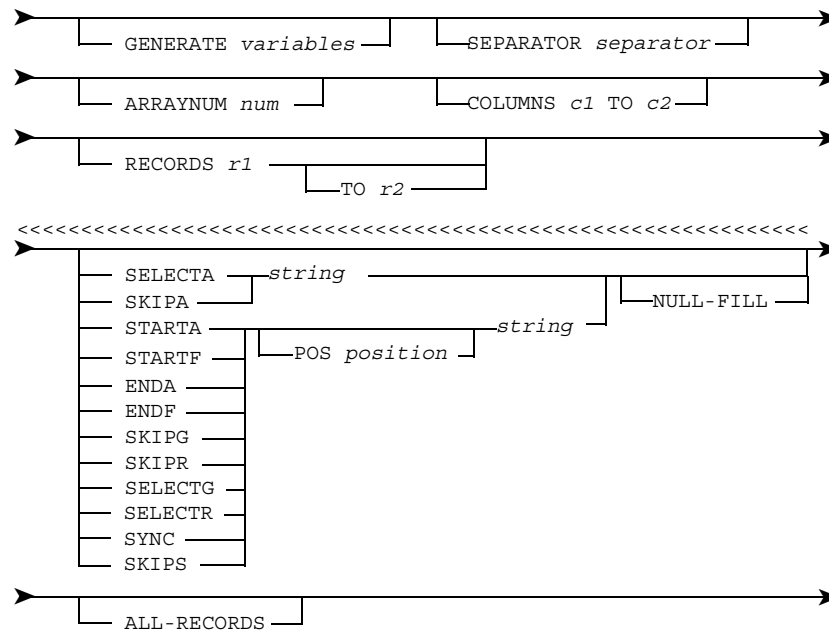 GENERATE variables SEPARATOR separator
ARRAYNUM num COLUMNS c1 TO c2
RECORDS r1
TO r2
<<<<<<<<<<<<<<<<<<<<<<<<<<<<<<<<<<<<<<<<<<<<<<<<<<<<<<<<<<<<<<
SELECTA string
SKIPA NULL-FILL
STARTA string
STARTF POS position
ENDA
ENDF
SKIPG
SKIPR
SELECTG
SELECTR
SYNC
SKIPS
ALL-RECORDS